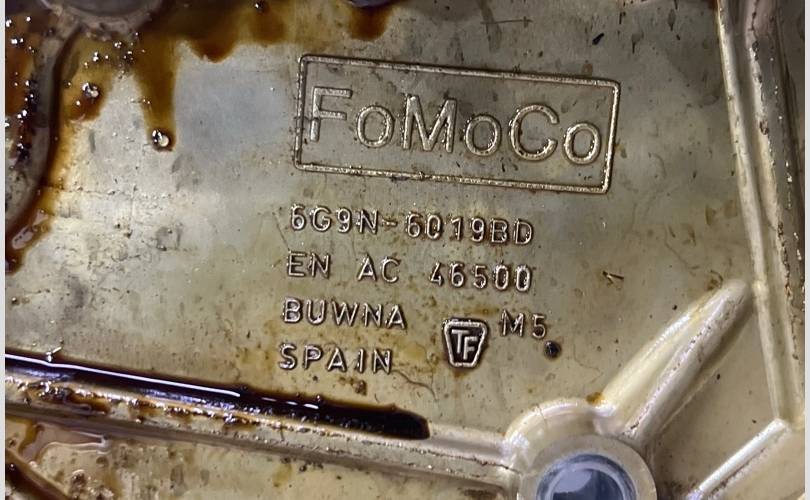 FoMoCo
6G9N-6019BD
EN AC 46500
BUWNA M5
TF
SPAIN